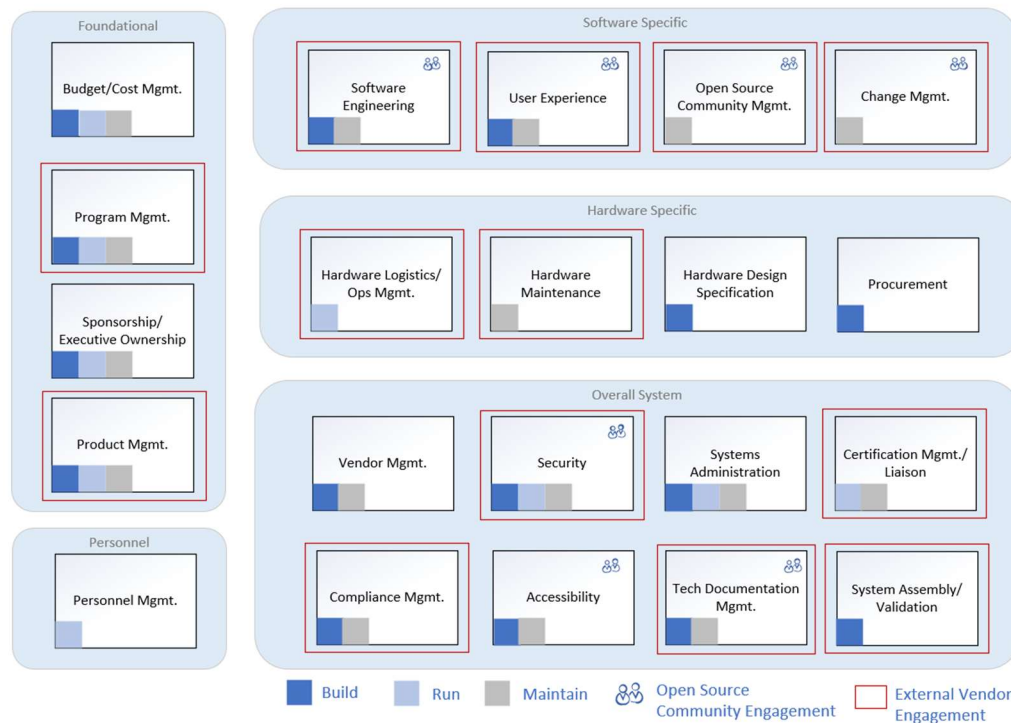 Foundational
Budget/Cost Mgmt.
Program Mgmt.
Sponsorship/
Executive Ownership
Product Mgmt.
Personnel
Personnel Mgmt.
Software Specific
Software
Engineering
User Experience
Open Source
Community Mgmt.
Change Mgmt.
Hardware Specific
Hardware Logistics/
Ops Mgmt.
Hardware
Maintenance
Hardware Design
Specification
Procurement
Overall System
Vendor Mgmt.
Security
Systems
Administration
Certification Mgmt./
Liaison
Compliance Mgmt.
Accessibility
Tech Documentation
Mgmt.
System Assembly/
Validation
Build
Run
Maintain
Open Source
Community Engagement
External Vendor
Engagement